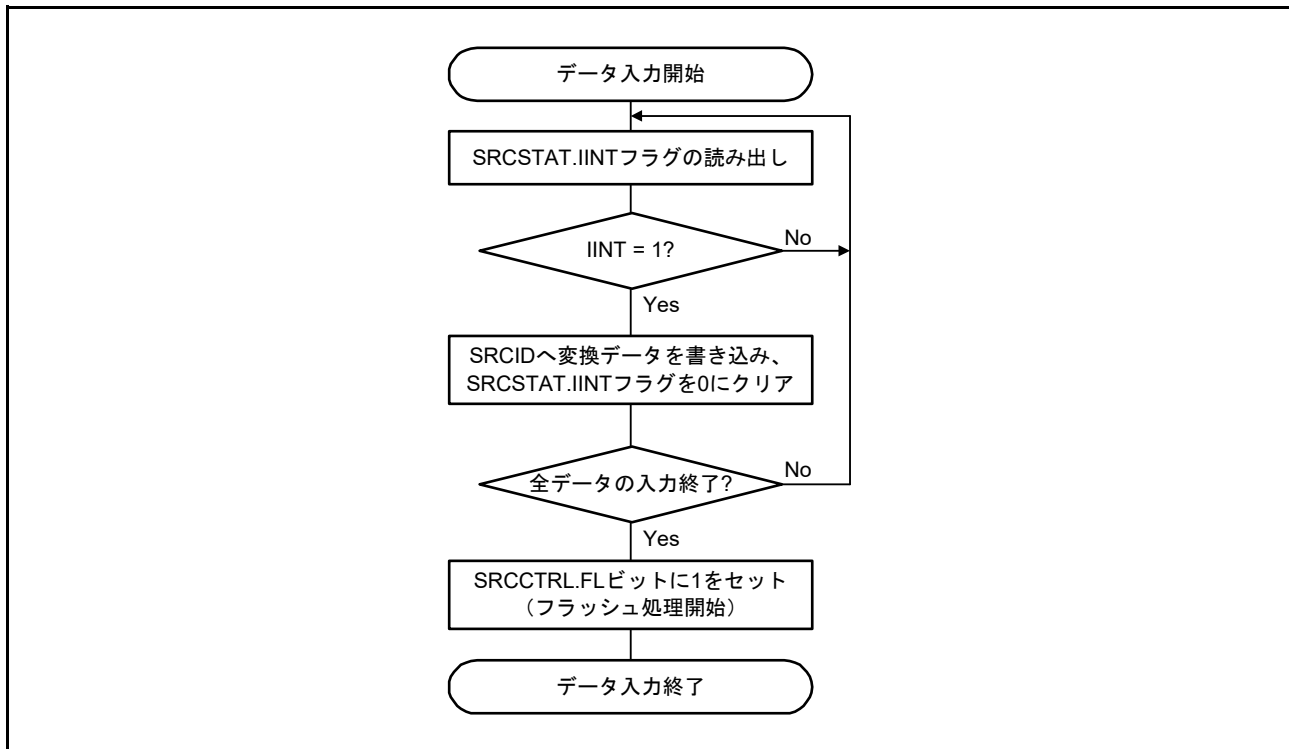 データ入力開始
SRCSTAT.IINTフラグの読み出し
IINT = 1?
No
Yes
SRCIDへ変換データを書き込み、
SRCSTAT.IINTフラグを0にクリア
全データの入力終了?
No
Yes
SRCCTRL.FLビットに1をセット
（フラッシュ処理開始）
データ入力終了